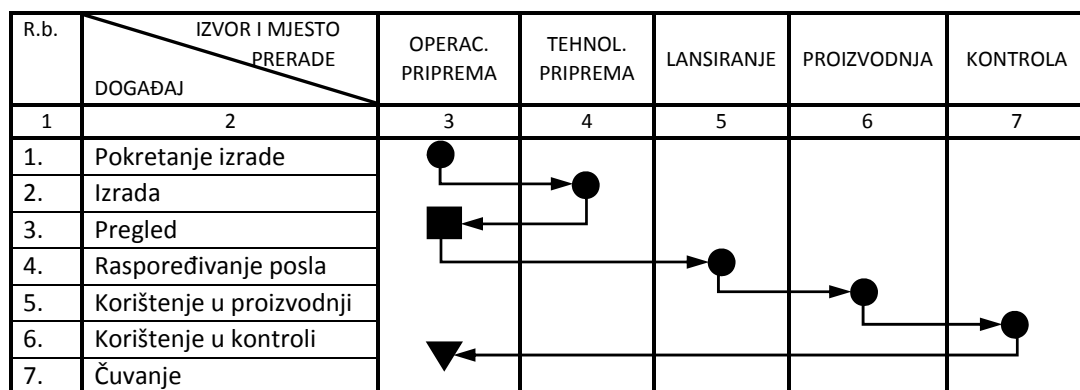 R.b.
IZVOR I MJESTO
PRERADE
DOGAĐAJ
OPERAC.
PRIPREMA
TEHNOL.
PRIPREMA
LANSIRANJE
PROIZVODNJA
KONTROLA
1 2 3 4 5 6 7
1. Pokretanje izrade
2. Izrada
3. Pregled
4. Raspoređivanje posla
5. Korištenje u proizvodnji
6. Korištenje u kontroli
7. Čuvanje